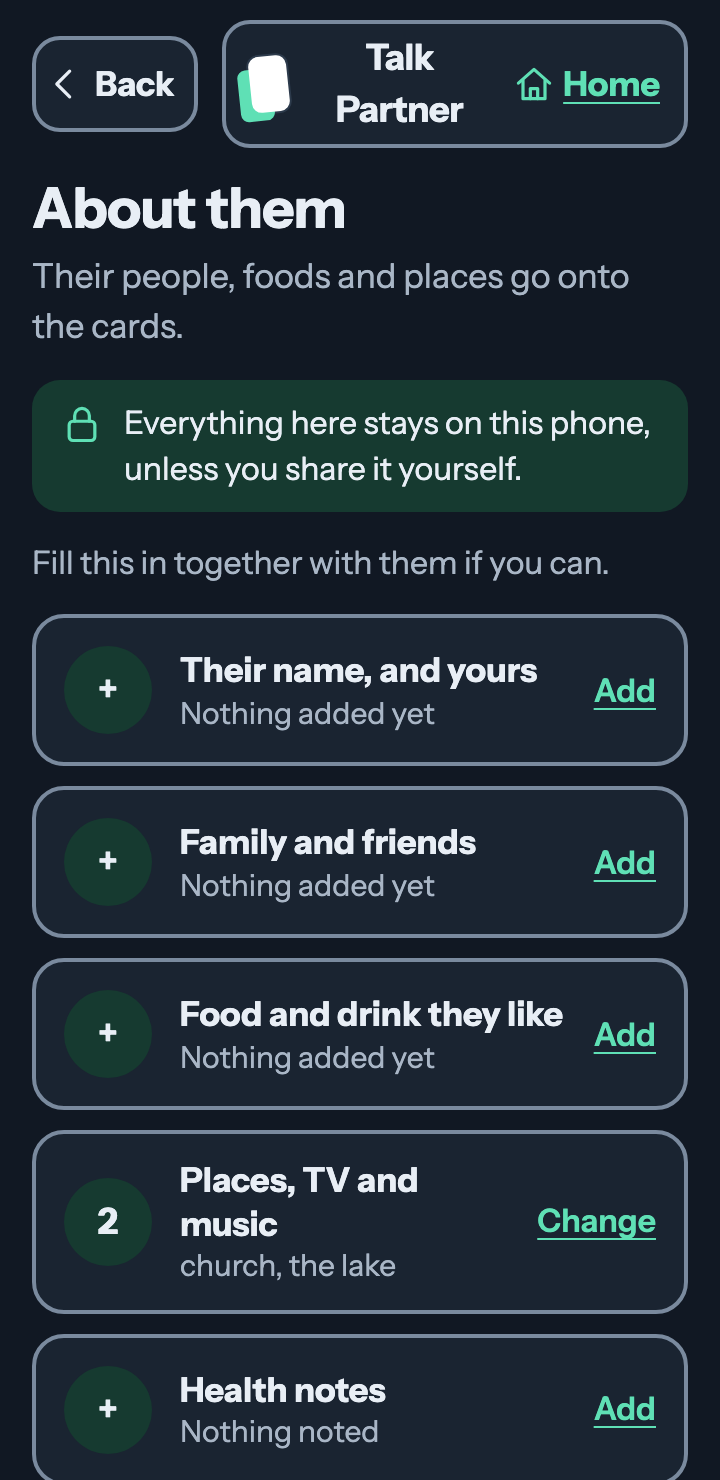 Back
Talk
Partner
Home
About them
Their people, foods and places go onto
the cards.
Everything here stays on this phone,
unless you share it yourself.
Fill this in together with them if you can.
+
Their name, and yours
Nothing added yet
Add
+
Family and friends
Nothing added yet
Add
+
Food and drink they like
Nothing added yet
Add
2
Places, TV and
music
church, the lake
Change
+
Health notes
Nothing noted
Add